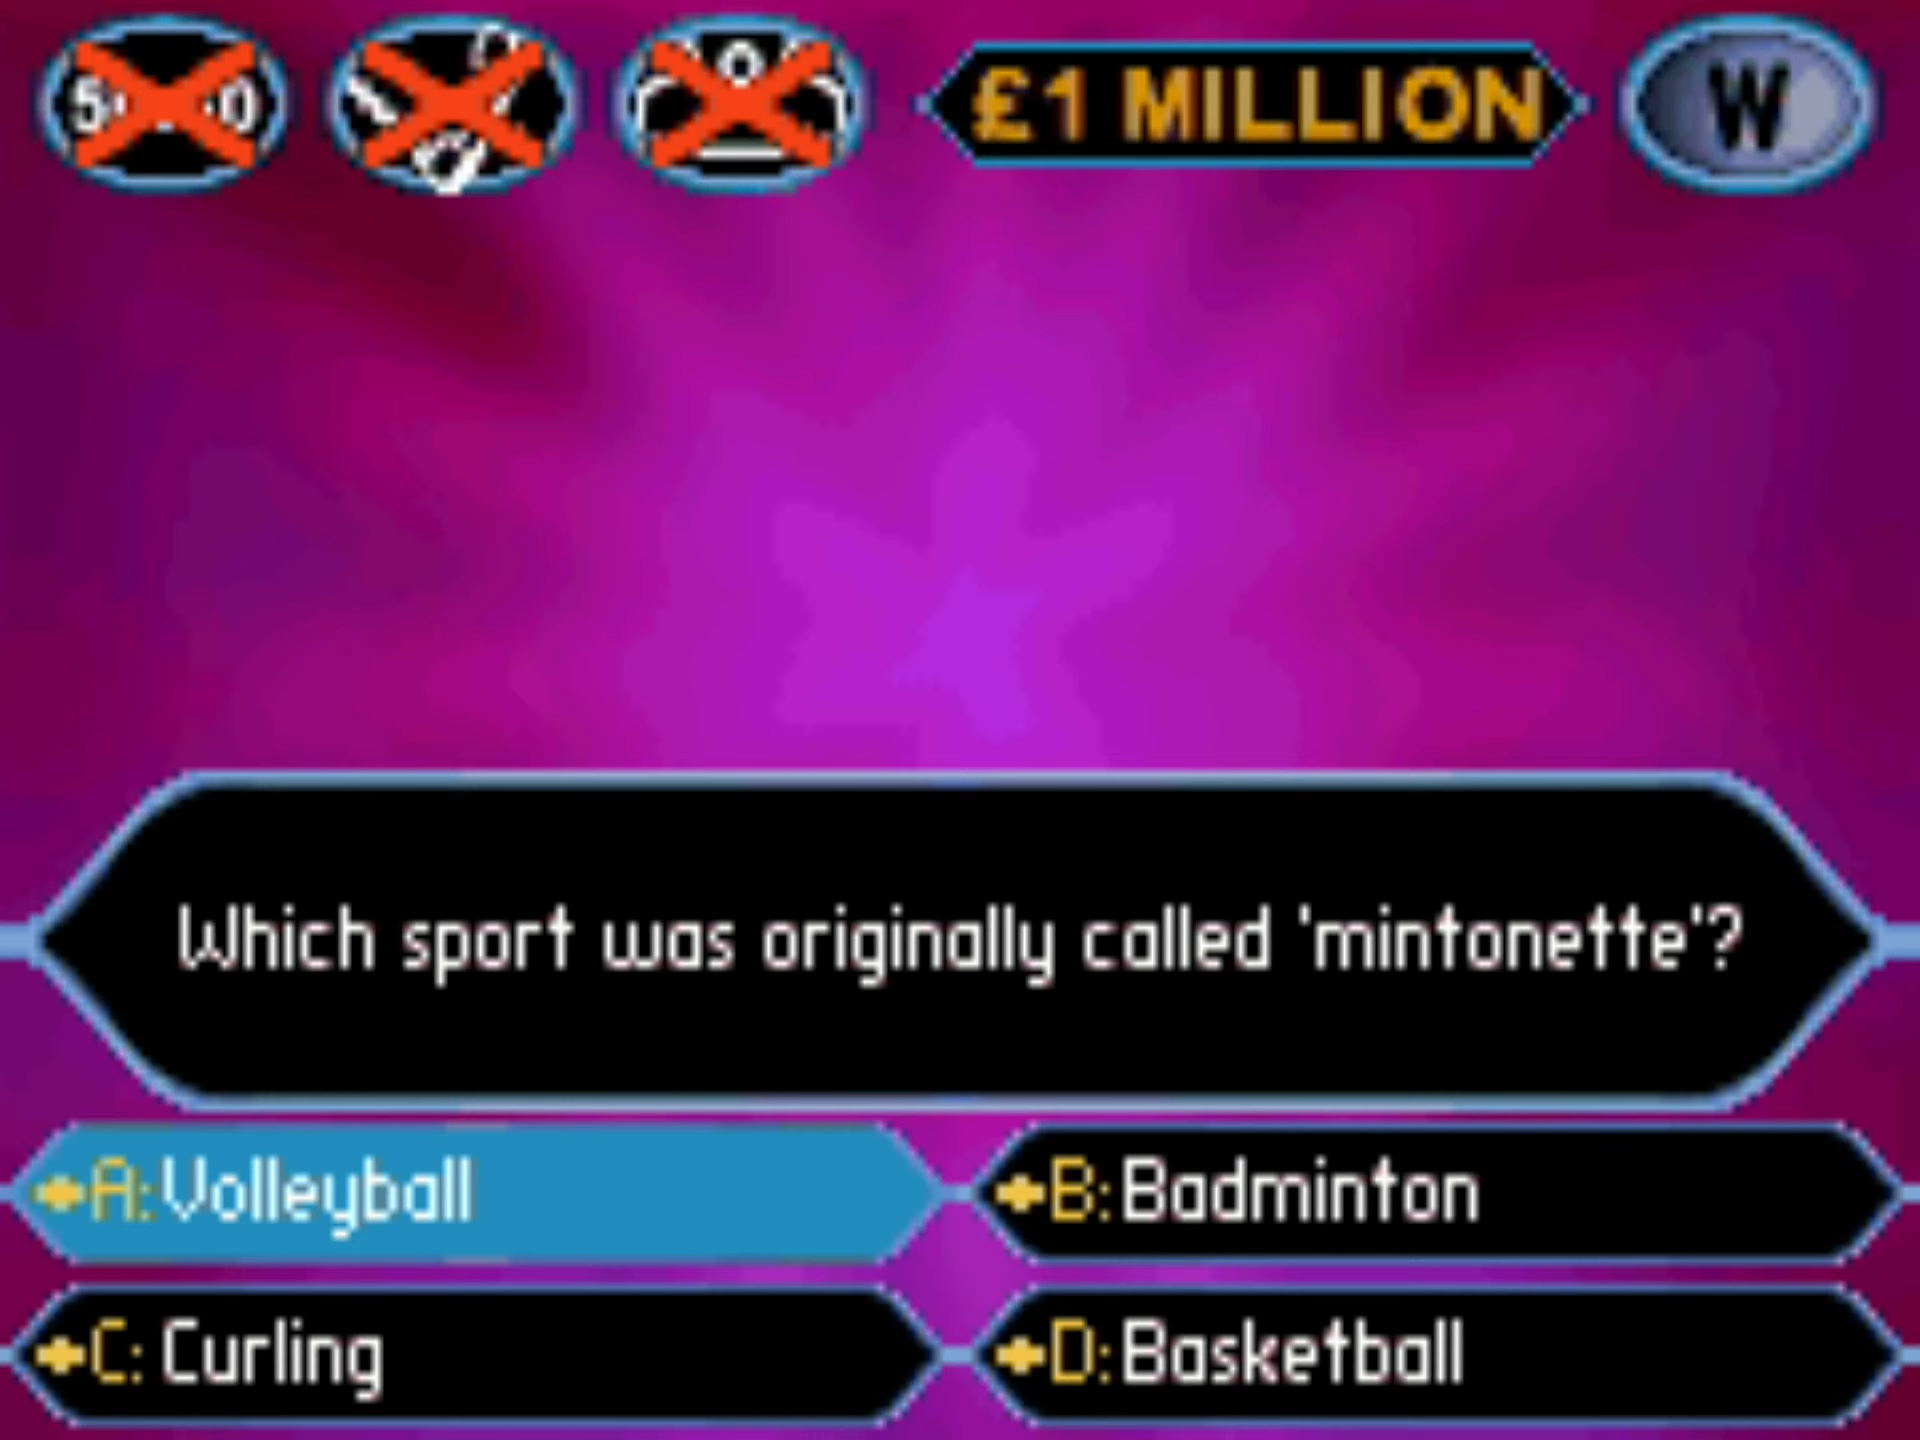 £1 MILLION
W
Which sport was originally called 'mintonette'?
A: Volleyball
B: Badminton
C: Curling
D: Basketball